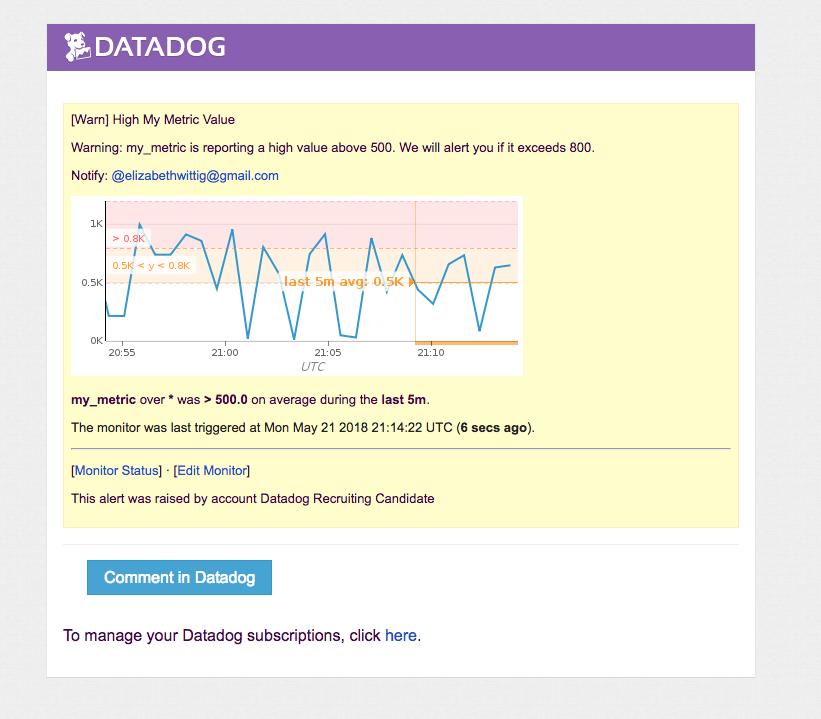 DATADOG
[Warn] High My Metric Value
Warning: my_metric is reporting a high value above 500. We will alert you if it exceeds 800.
Notify: @elizabethwittig@gmail.com
1K
> 0.8K
0.5K < y < 0.8K
0.5K
last 5m avg: 0.5K
0K
20:55 21:00 21:05 21:10
UTC
my_metric over * was > 500.0 on average during the last 5m.
The monitor was last triggered at Mon May 21 2018 21:14:22 UTC (6 secs ago).
[Monitor Status] · [Edit Monitor]
This alert was raised by account Datadog Recruiting Candidate
Comment in Datadog
To manage your Datadog subscriptions, click here.